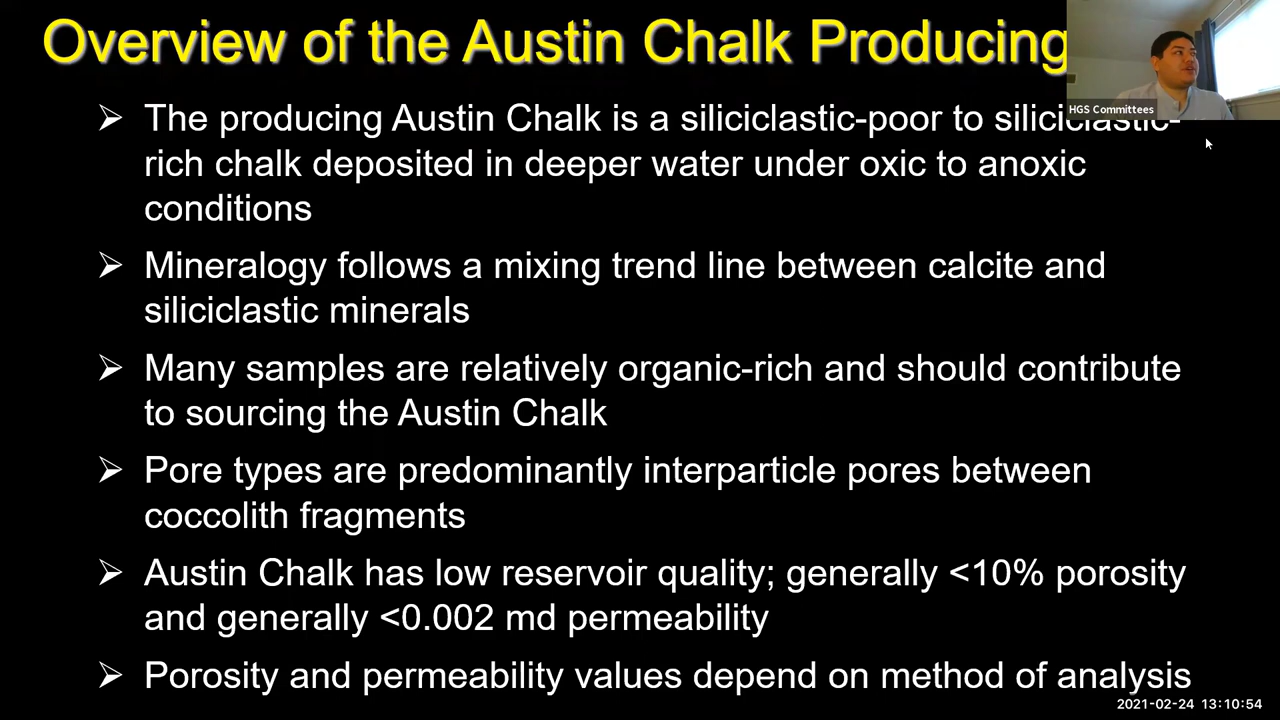 Overview of the Austin Chalk Producing
HGS Committees
➢ The producing Austin Chalk is a siliciclastic-poor to siliciclastic-
rich chalk deposited in deeper water under oxic to anoxic
conditions
➢ Mineralogy follows a mixing trend line between calcite and
siliciclastic minerals
➢ Many samples are relatively organic-rich and should contribute
to sourcing the Austin Chalk
➢ Pore types are predominantly interparticle pores between
coccolith fragments
➢ Austin Chalk has low reservoir quality; generally <10% porosity
and generally <0.002 md permeability
➢ Porosity and permeability values depend on method of analysis
2021-02-24 13:10:54